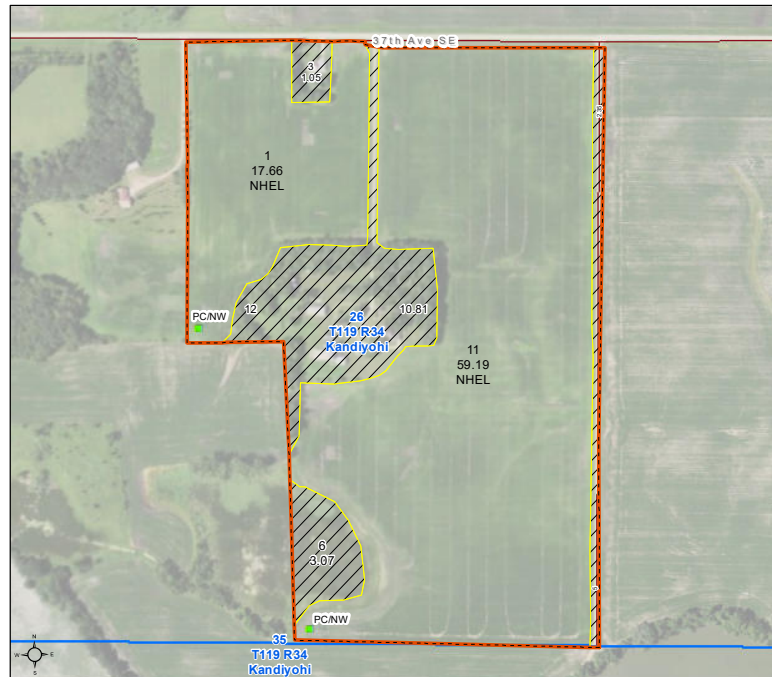 37th Ave SE
3
1.05
1
17.66
NHEL
PC/NW
12
10.81
26
T119 R34
Kandiyohi
11
59.19
NHEL
6
3.07
PC/NW
35
T119 R34
Kandiyohi
N
W
E
S